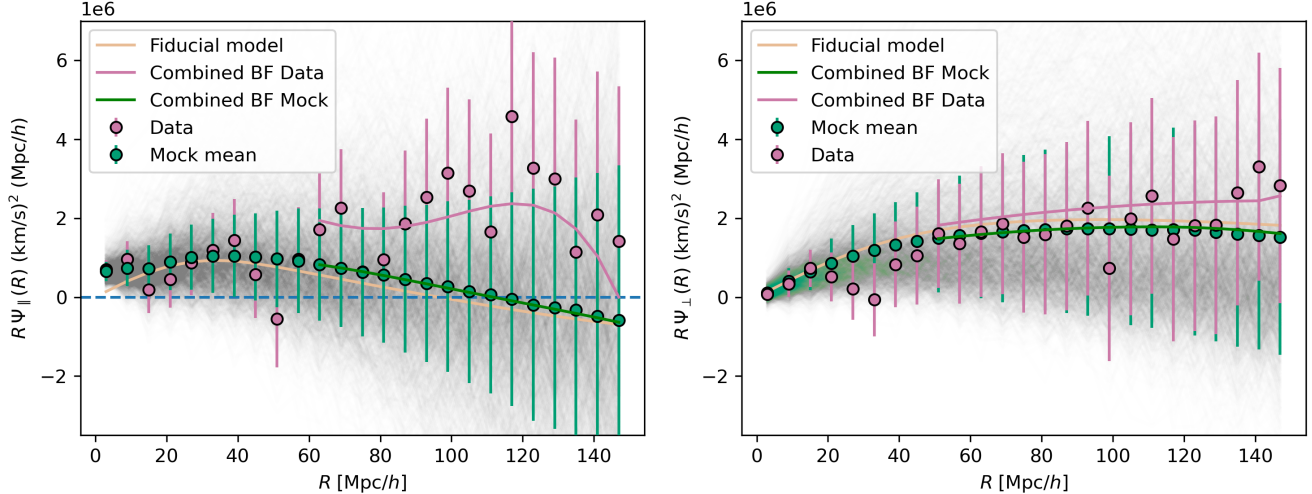 1e6
6
4
2
0
−2
R Ψ∥(R) (km/s)² (Mpc/h)
Fiducial model
Combined BF Data
Combined BF Mock
Data
Mock mean
0 20 40 60 80 100 120 140
R [Mpc/h]
1e6
6
4
2
0
−2
R Ψ⊥(R) (km/s)² (Mpc/h)
Fiducial model
Combined BF Mock
Combined BF Data
Mock mean
Data
0 20 40 60 80 100 120 140
R [Mpc/h]